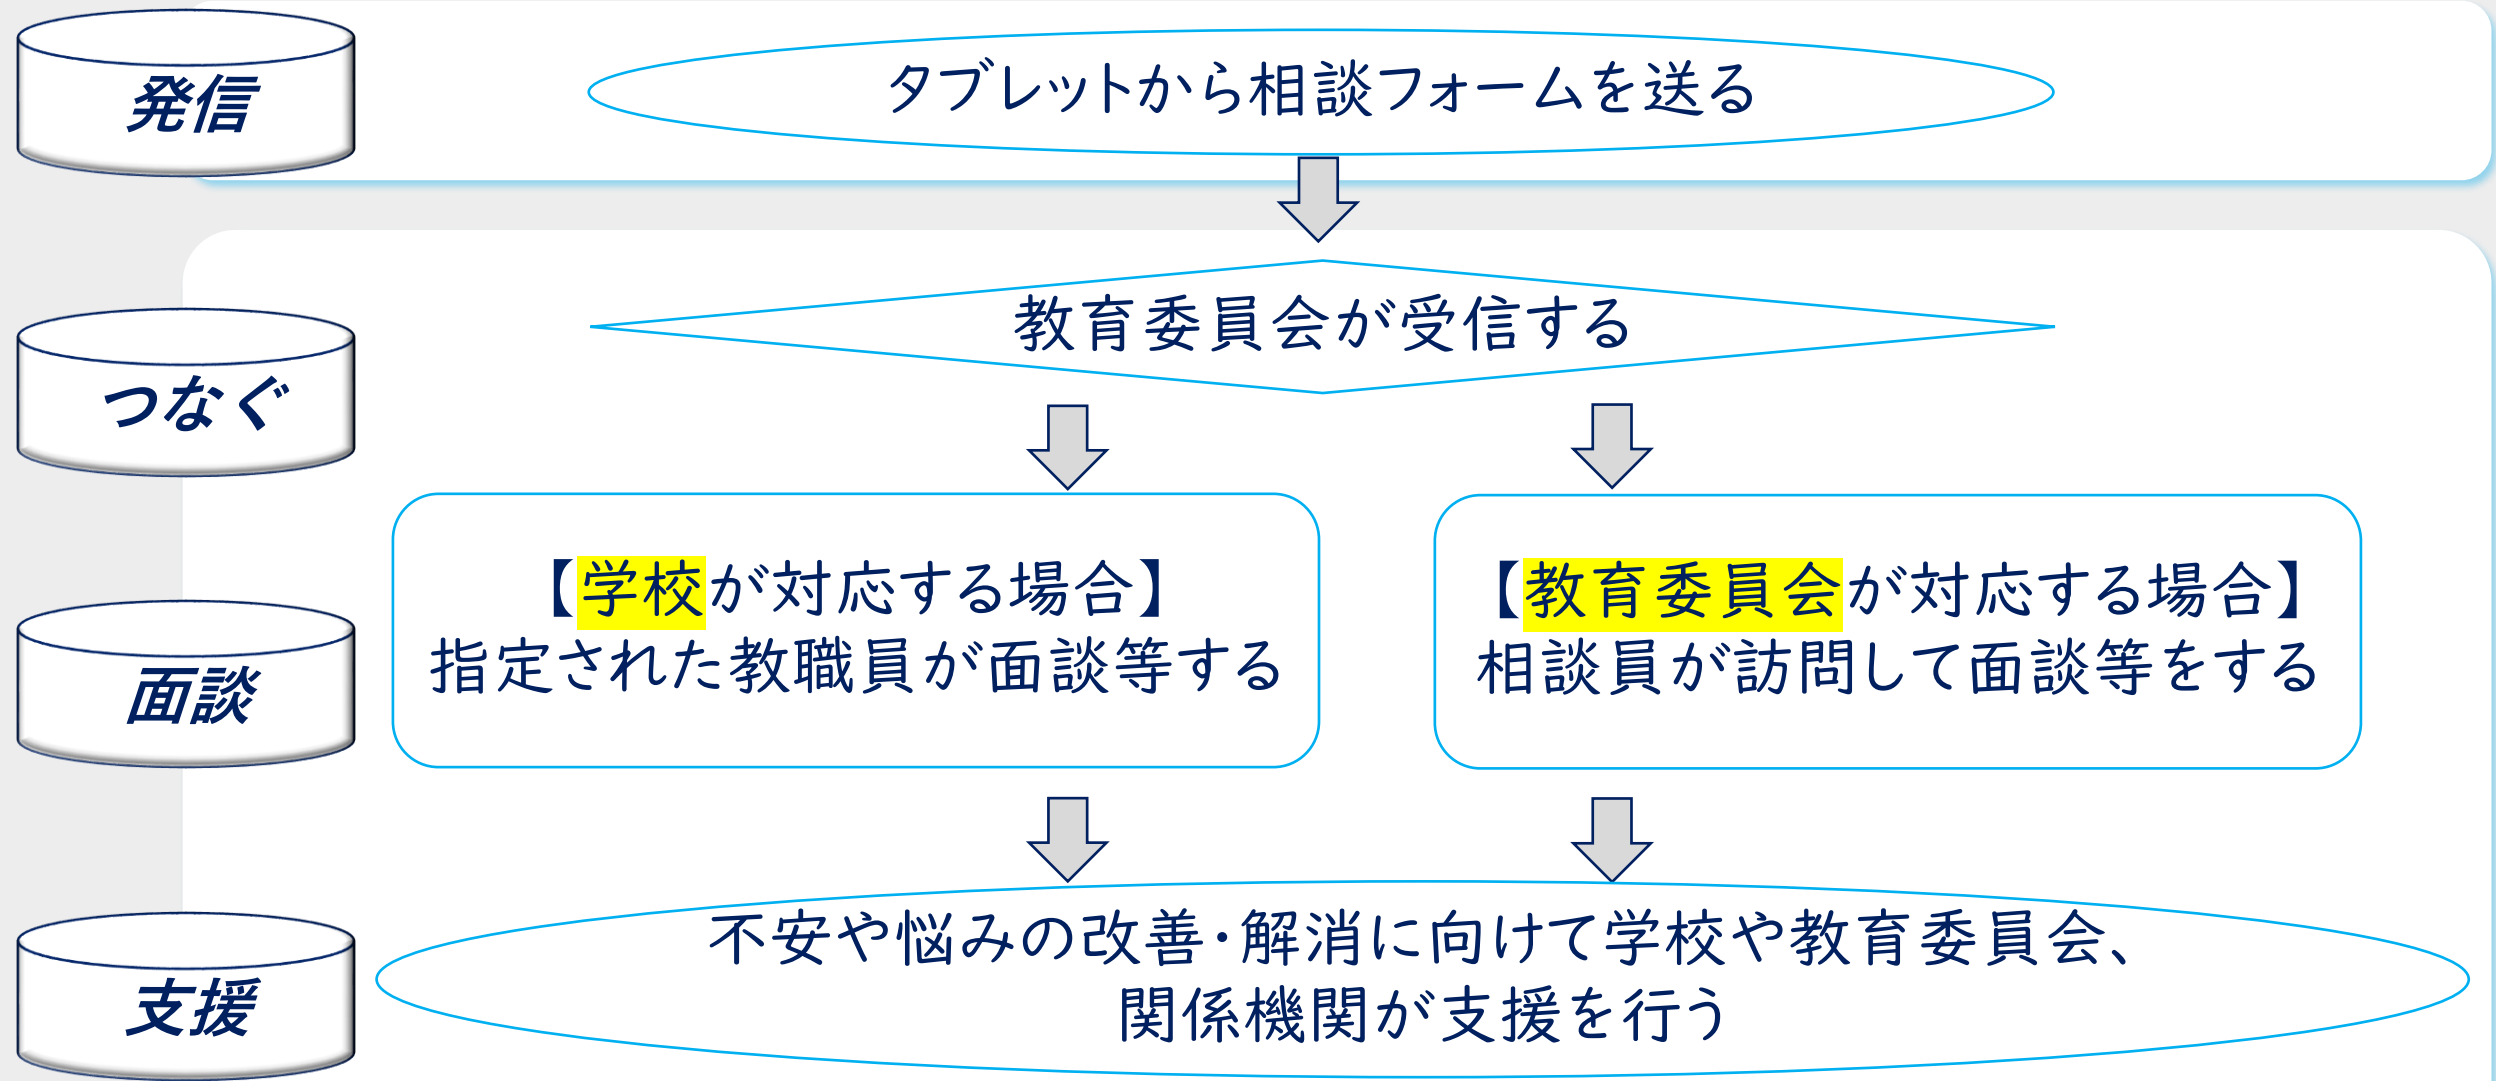 発信
タブレットから相談フォームを送る
つなぐ
教育委員会が受信する
面談
【学校が対応する場合】
指定された教職員が面談等する
【教育委員会が対応する場合】
相談員が訪問して面談等をする
支援
不安や悩みの改善・解消に向けて学校や教育委員会、
関係機関が支援を行う